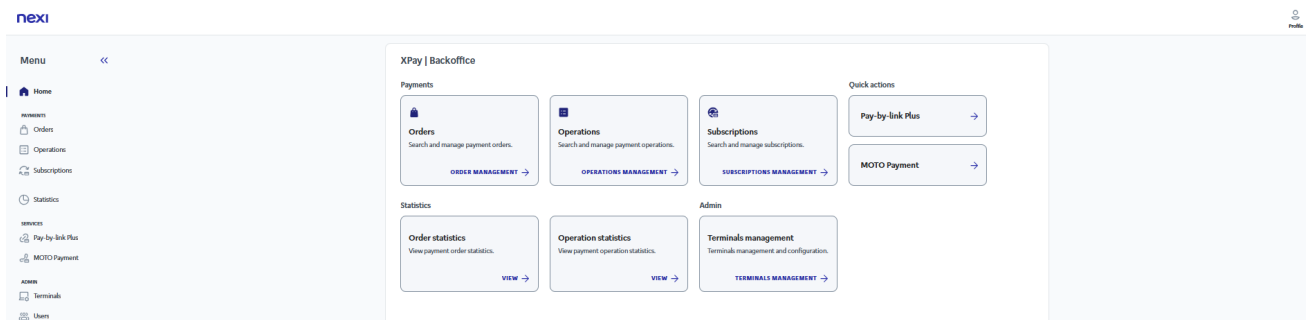 nexi
Profile
Menu
Home
PAYMENTS
Orders
Operations
Subscriptions
Statistics
SERVICES
Pay-by-link Plus
MOTO Payment
ADMIN
Terminals
Users
XPay | Backoffice
Payments
Orders
Search and manage payment orders.
ORDER MANAGEMENT
Operations
Search and manage payment operations.
OPERATIONS MANAGEMENT
Subscriptions
Search and manage subscriptions.
SUBSCRIPTIONS MANAGEMENT
Quick actions
Pay-by-link Plus
MOTO Payment
Statistics
Order statistics
View payment order statistics.
VIEW
Operation statistics
View payment operation statistics.
VIEW
Admin
Terminals management
Terminals management and configuration.
TERMINALS MANAGEMENT